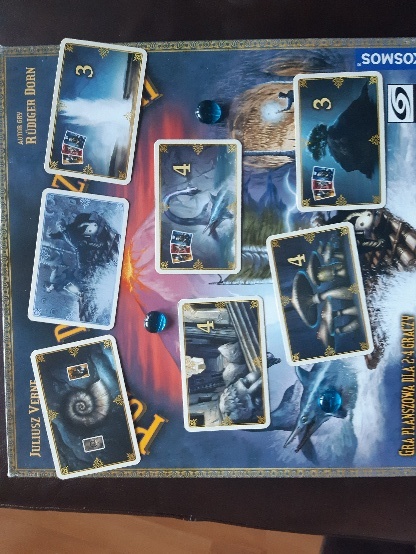 KOSMOS
AUTOR GRY
RÜDIGER DORN
JULIUSZ VERNE
3
3
4
4
4
GRA PLANSZOWA DLA 2-4 GRACZY